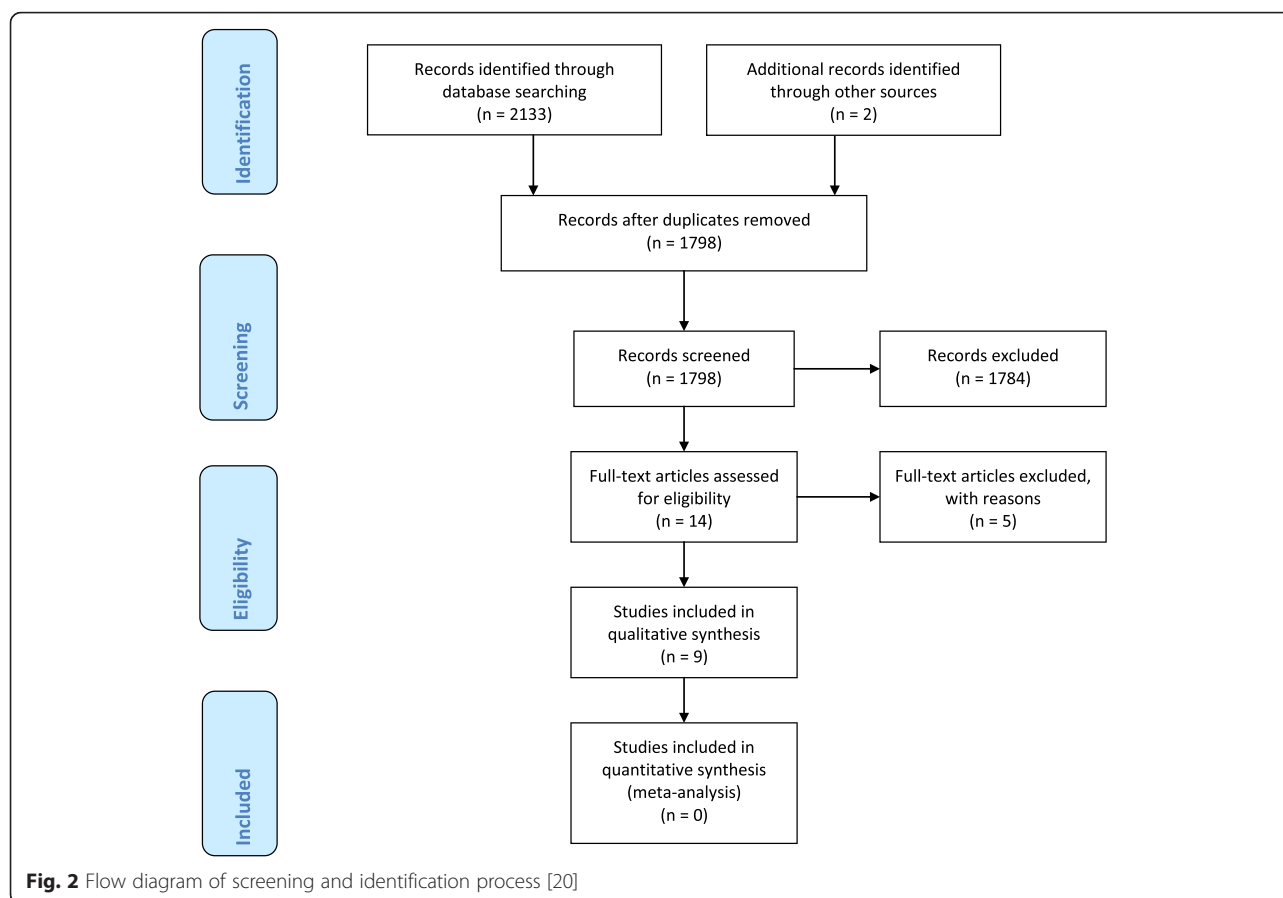 Identification
Records identified through
database searching
(n = 2133)
Additional records identified
through other sources
(n = 2)
Records after duplicates removed
(n = 1798)
Screening
Records screened
(n = 1798)
Records excluded
(n = 1784)
Eligibility
Full-text articles assessed
for eligibility
(n = 14)
Full-text articles excluded,
with reasons
(n = 5)
Studies included in
qualitative synthesis
(n = 9)
Included
Studies included in
quantitative synthesis
(meta-analysis)
(n = 0)
Fig. 2 Flow diagram of screening and identification process [20]